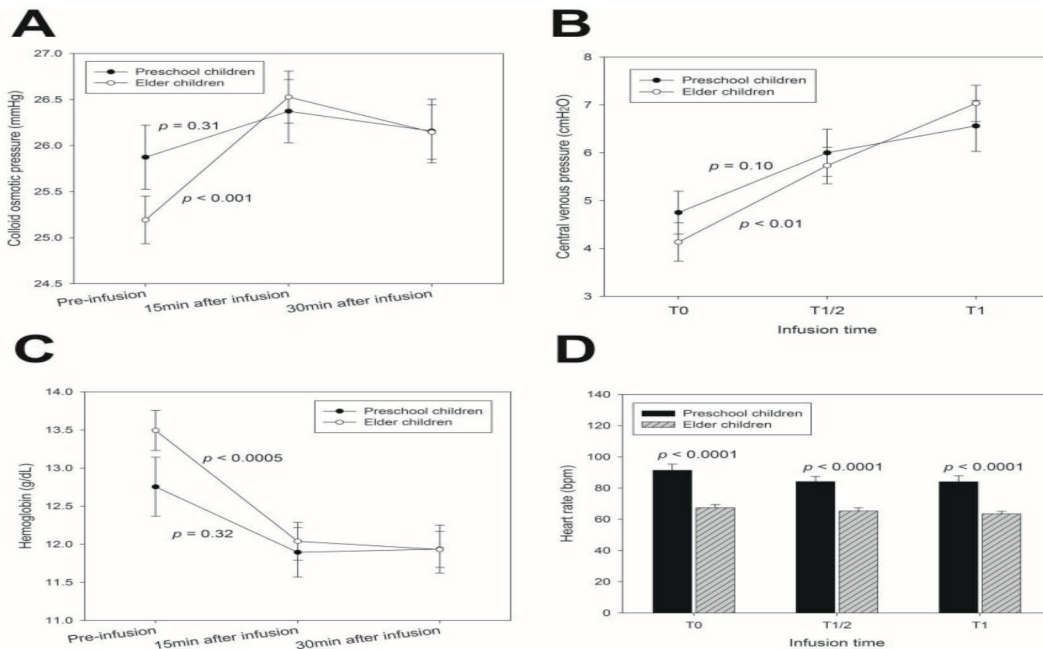 A
Colloid osmotic pressure (mmHg)
27.0
26.5
26.0
25.5
25.0
24.5
Preschool children
Elder children
p = 0.31
p < 0.001
Pre-infusion
15min after infusion
30min after infusion
B
Central venous pressure (cmH2O)
8
7
6
5
4
3
Preschool children
Elder children
p = 0.10
p < 0.01
T0
T1/2
T1
Infusion time
C
Hemoglobin (g/dL)
14.0
13.5
13.0
12.5
12.0
11.5
11.0
Preschool children
Elder children
p < 0.0005
p = 0.32
Pre-infusion
15min after infusion
30min after infusion
D
Heart rate (bpm)
140
120
100
80
60
40
20
0
Preschool children
Elder children
p < 0.0001
p < 0.0001
p < 0.0001
T0
T1/2
T1
Infusion time